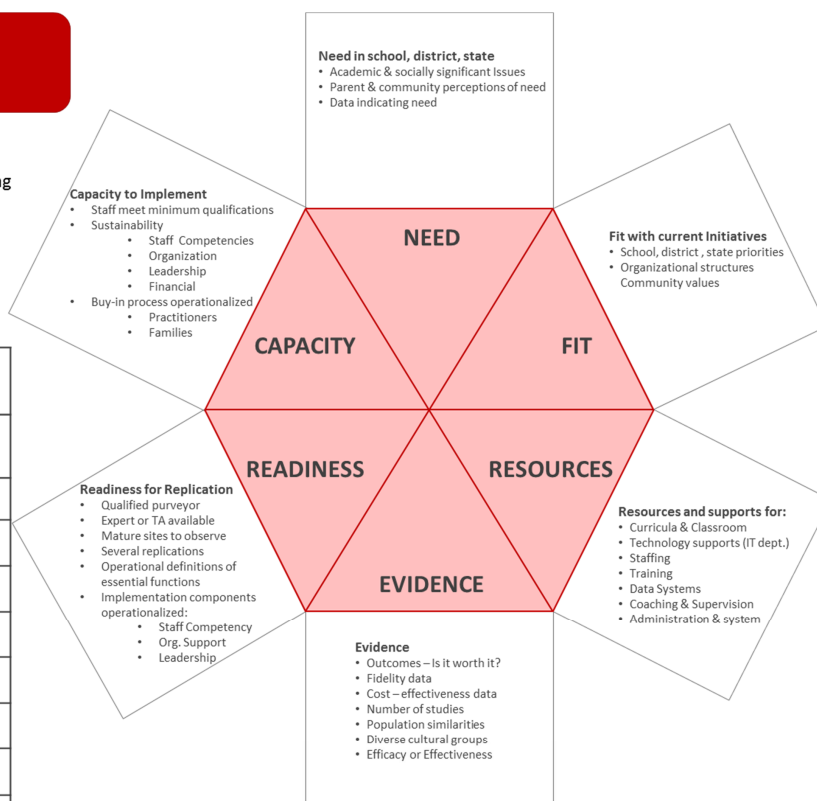 Need in school, district, state
• Academic & socially significant Issues
• Parent & community perceptions of need
• Data indicating need
Capacity to Implement
• Staff meet minimum qualifications
• Sustainability
• Staff Competencies
• Organization
• Leadership
• Financial
• Buy-in process operationalized
• Practitioners
• Families
Fit with current Initiatives
• School, district , state priorities
• Organizational structures
Community values
NEED
CAPACITY
FIT
READINESS
RESOURCES
EVIDENCE
Readiness for Replication
• Qualified purveyor
• Expert or TA available
• Mature sites to observe
• Several replications
• Operational definitions of
essential functions
• Implementation components
operationalized:
• Staff Competency
• Org. Support
• Leadership
Resources and supports for:
• Curricula & Classroom
• Technology supports (IT dept.)
• Staffing
• Training
• Data Systems
• Coaching & Supervision
• Administration & system
Evidence
• Outcomes – Is it worth it?
• Fidelity data
• Cost – effectiveness data
• Number of studies
• Population similarities
• Diverse cultural groups
• Efficacy or Effectiveness